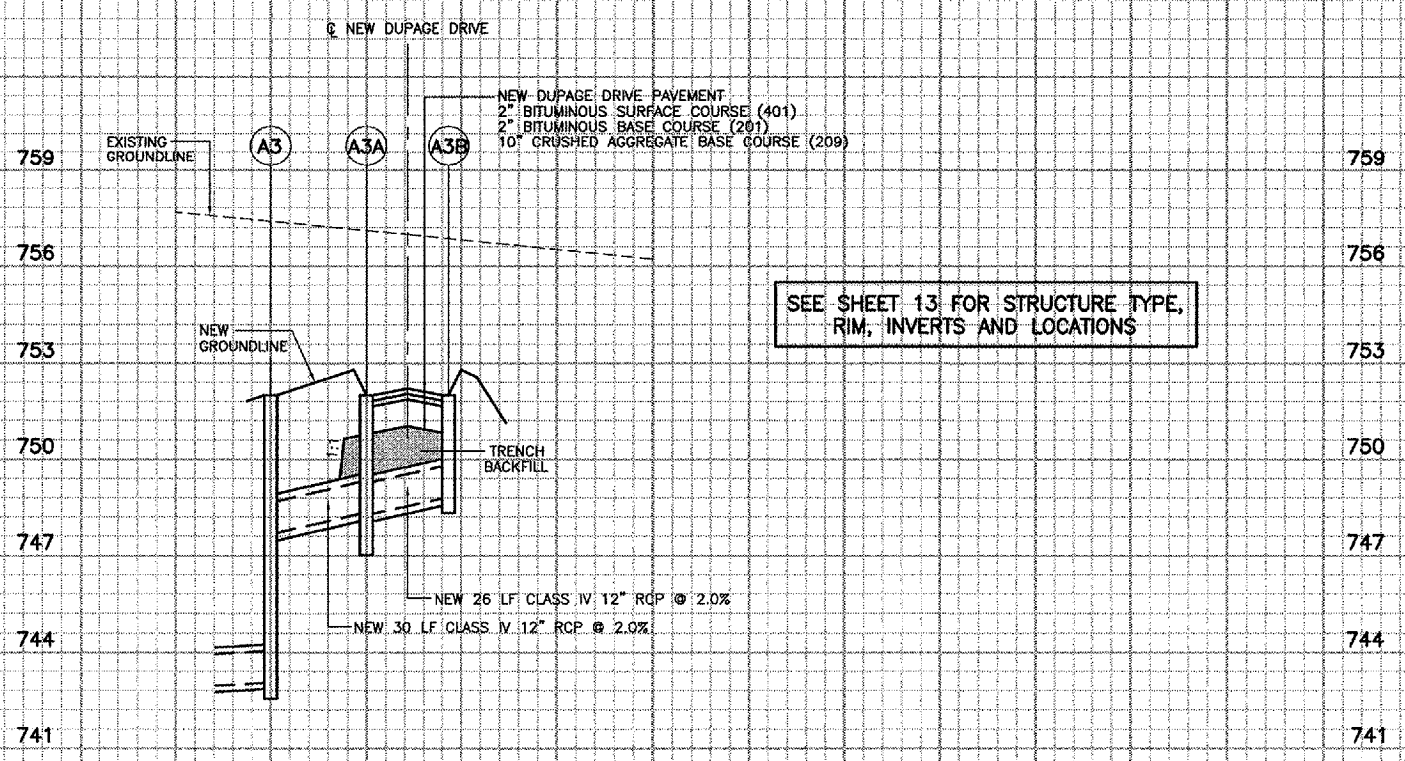 ℄ NEW DUPAGE DRIVE
NEW DUPAGE DRIVE PAVEMENT
2" BITUMINOUS SURFACE COURSE (401)
2" BITUMINOUS BASE COURSE (201)
10" CRUSHED AGGREGATE BASE COURSE (209)
EXISTING
GROUNDLINE
A3
A3A
A3B
759
759
756
756
SEE SHEET 13 FOR STRUCTURE TYPE,
RIM, INVERTS AND LOCATIONS
NEW
GROUNDLINE
753
753
750
750
TRENCH
BACKFILL
747
747
NEW 26 LF CLASS IV 12" RCP @ 2.0%
NEW 30 LF CLASS IV 12" RCP @ 2.0%
744
744
741
741